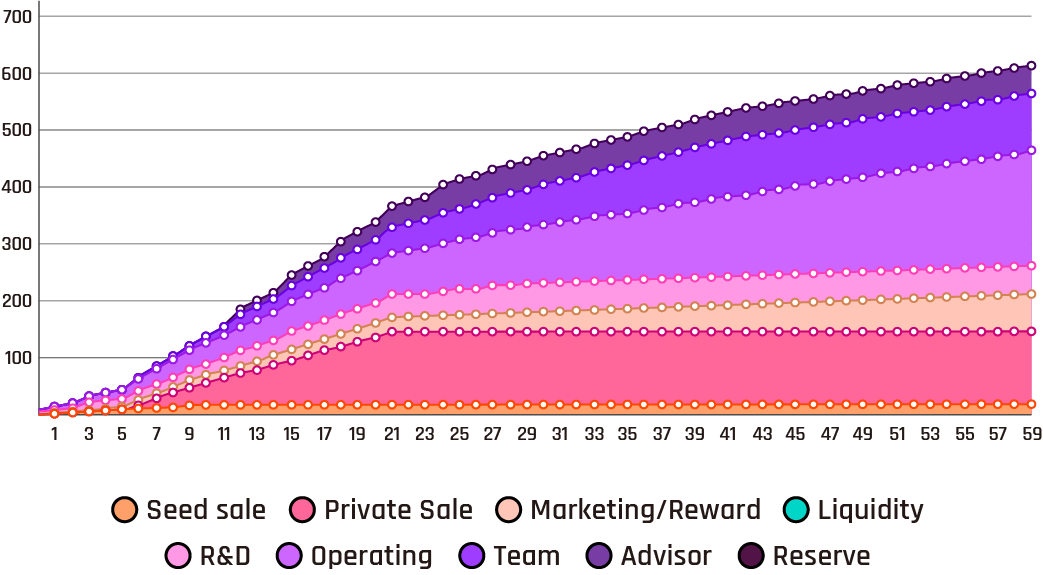 700
600
500
400
300
200
100
1 3 5 7 9 11 13 15 17 19 21 23 25 27 29 31 33 35 37 39 41 43 45 47 49 51 53 55 57 59
Seed sale Private Sale Marketing/Reward Liquidity
R&D Operating Team Advisor Reserve